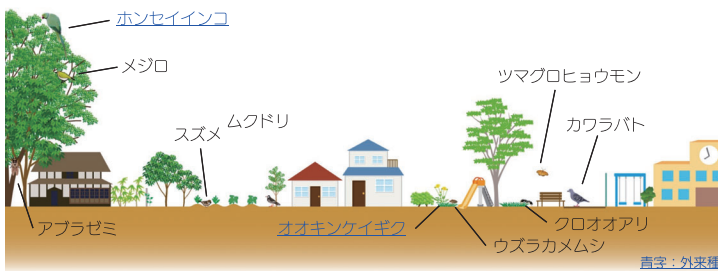 ホンセイインコ
メジロ
ツマグロヒョウモン
ムクドリ
スズメ
カワラバト
アブラゼミ
オオキンケイギク
クロオオアリ
ウズラカメムシ
青字：外来種